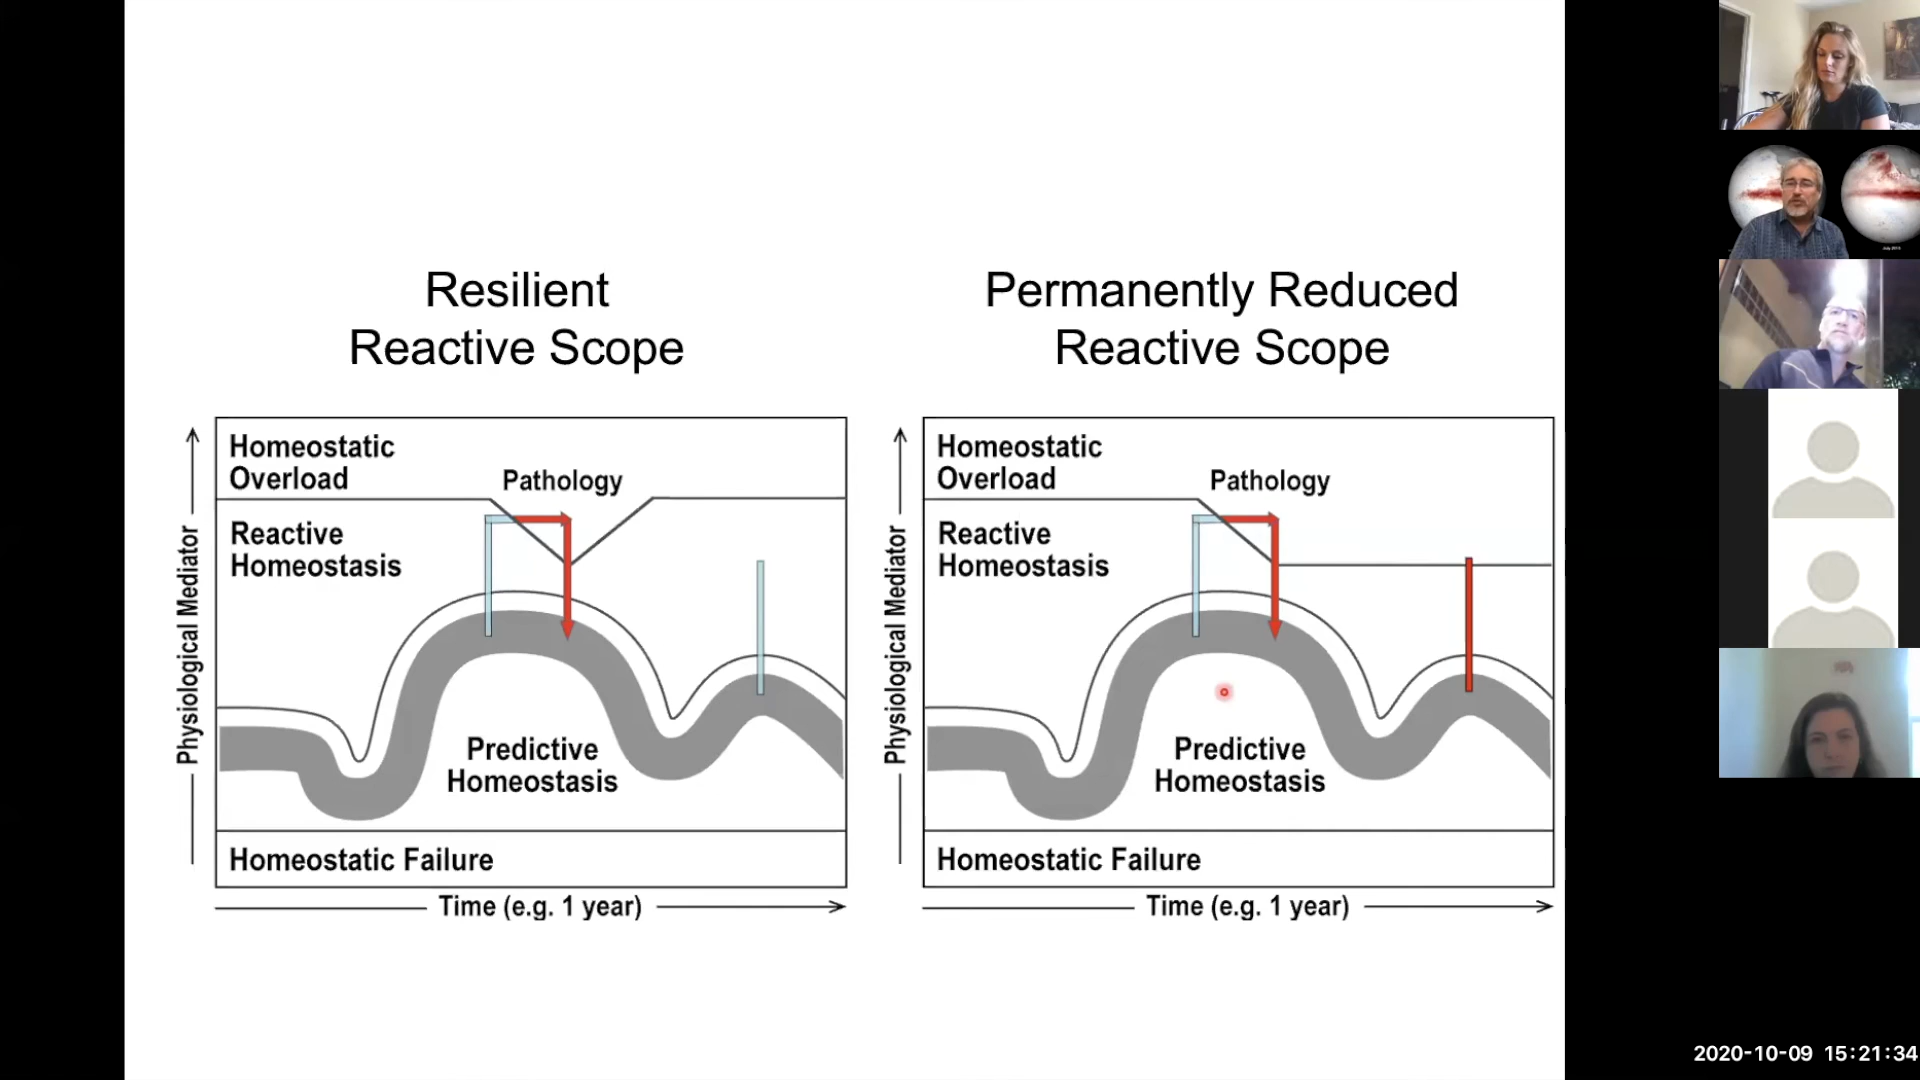 Resilient
Reactive Scope
Permanently Reduced
Reactive Scope
Homeostatic
Overload
Pathology
Reactive
Homeostasis
Physiological Mediator
Predictive
Homeostasis
Homeostatic Failure
Time (e.g. 1 year)
Homeostatic
Overload
Pathology
Reactive
Homeostasis
Physiological Mediator
Predictive
Homeostasis
Homeostatic Failure
Time (e.g. 1 year)
2020-10-09 15:21:34